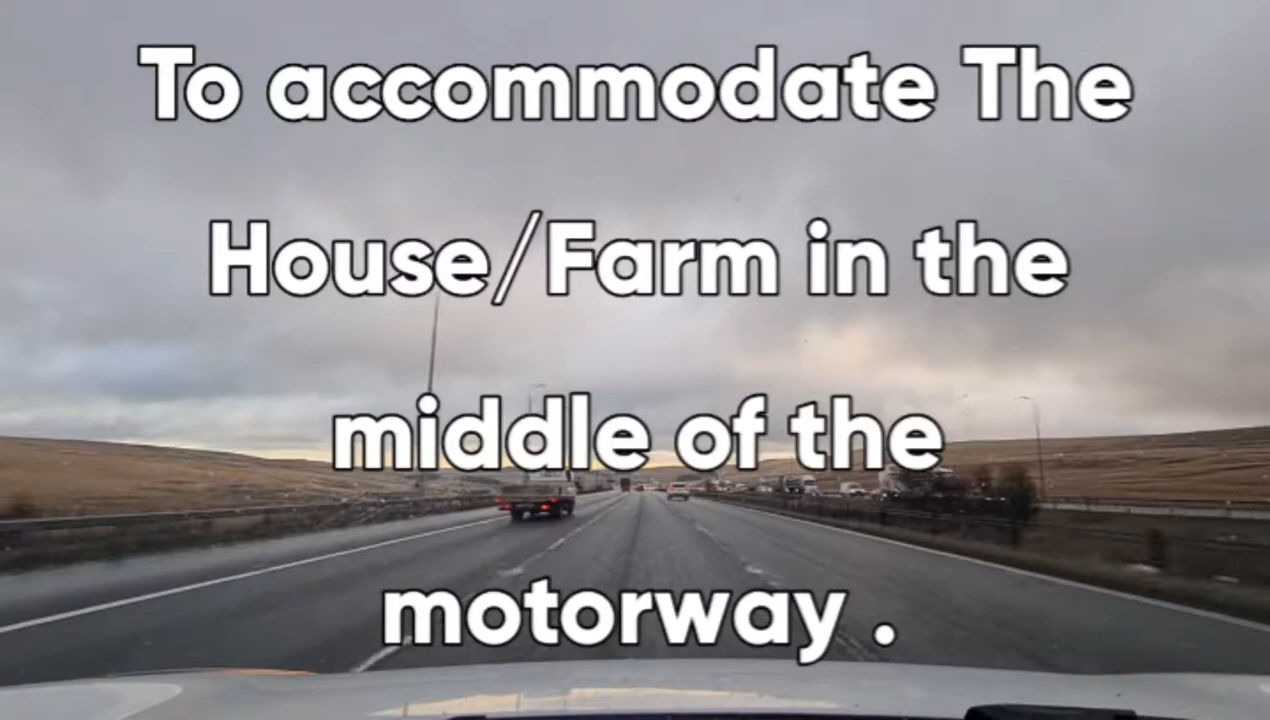 To accommodate The
House/Farm in the
middle of the
motorway .